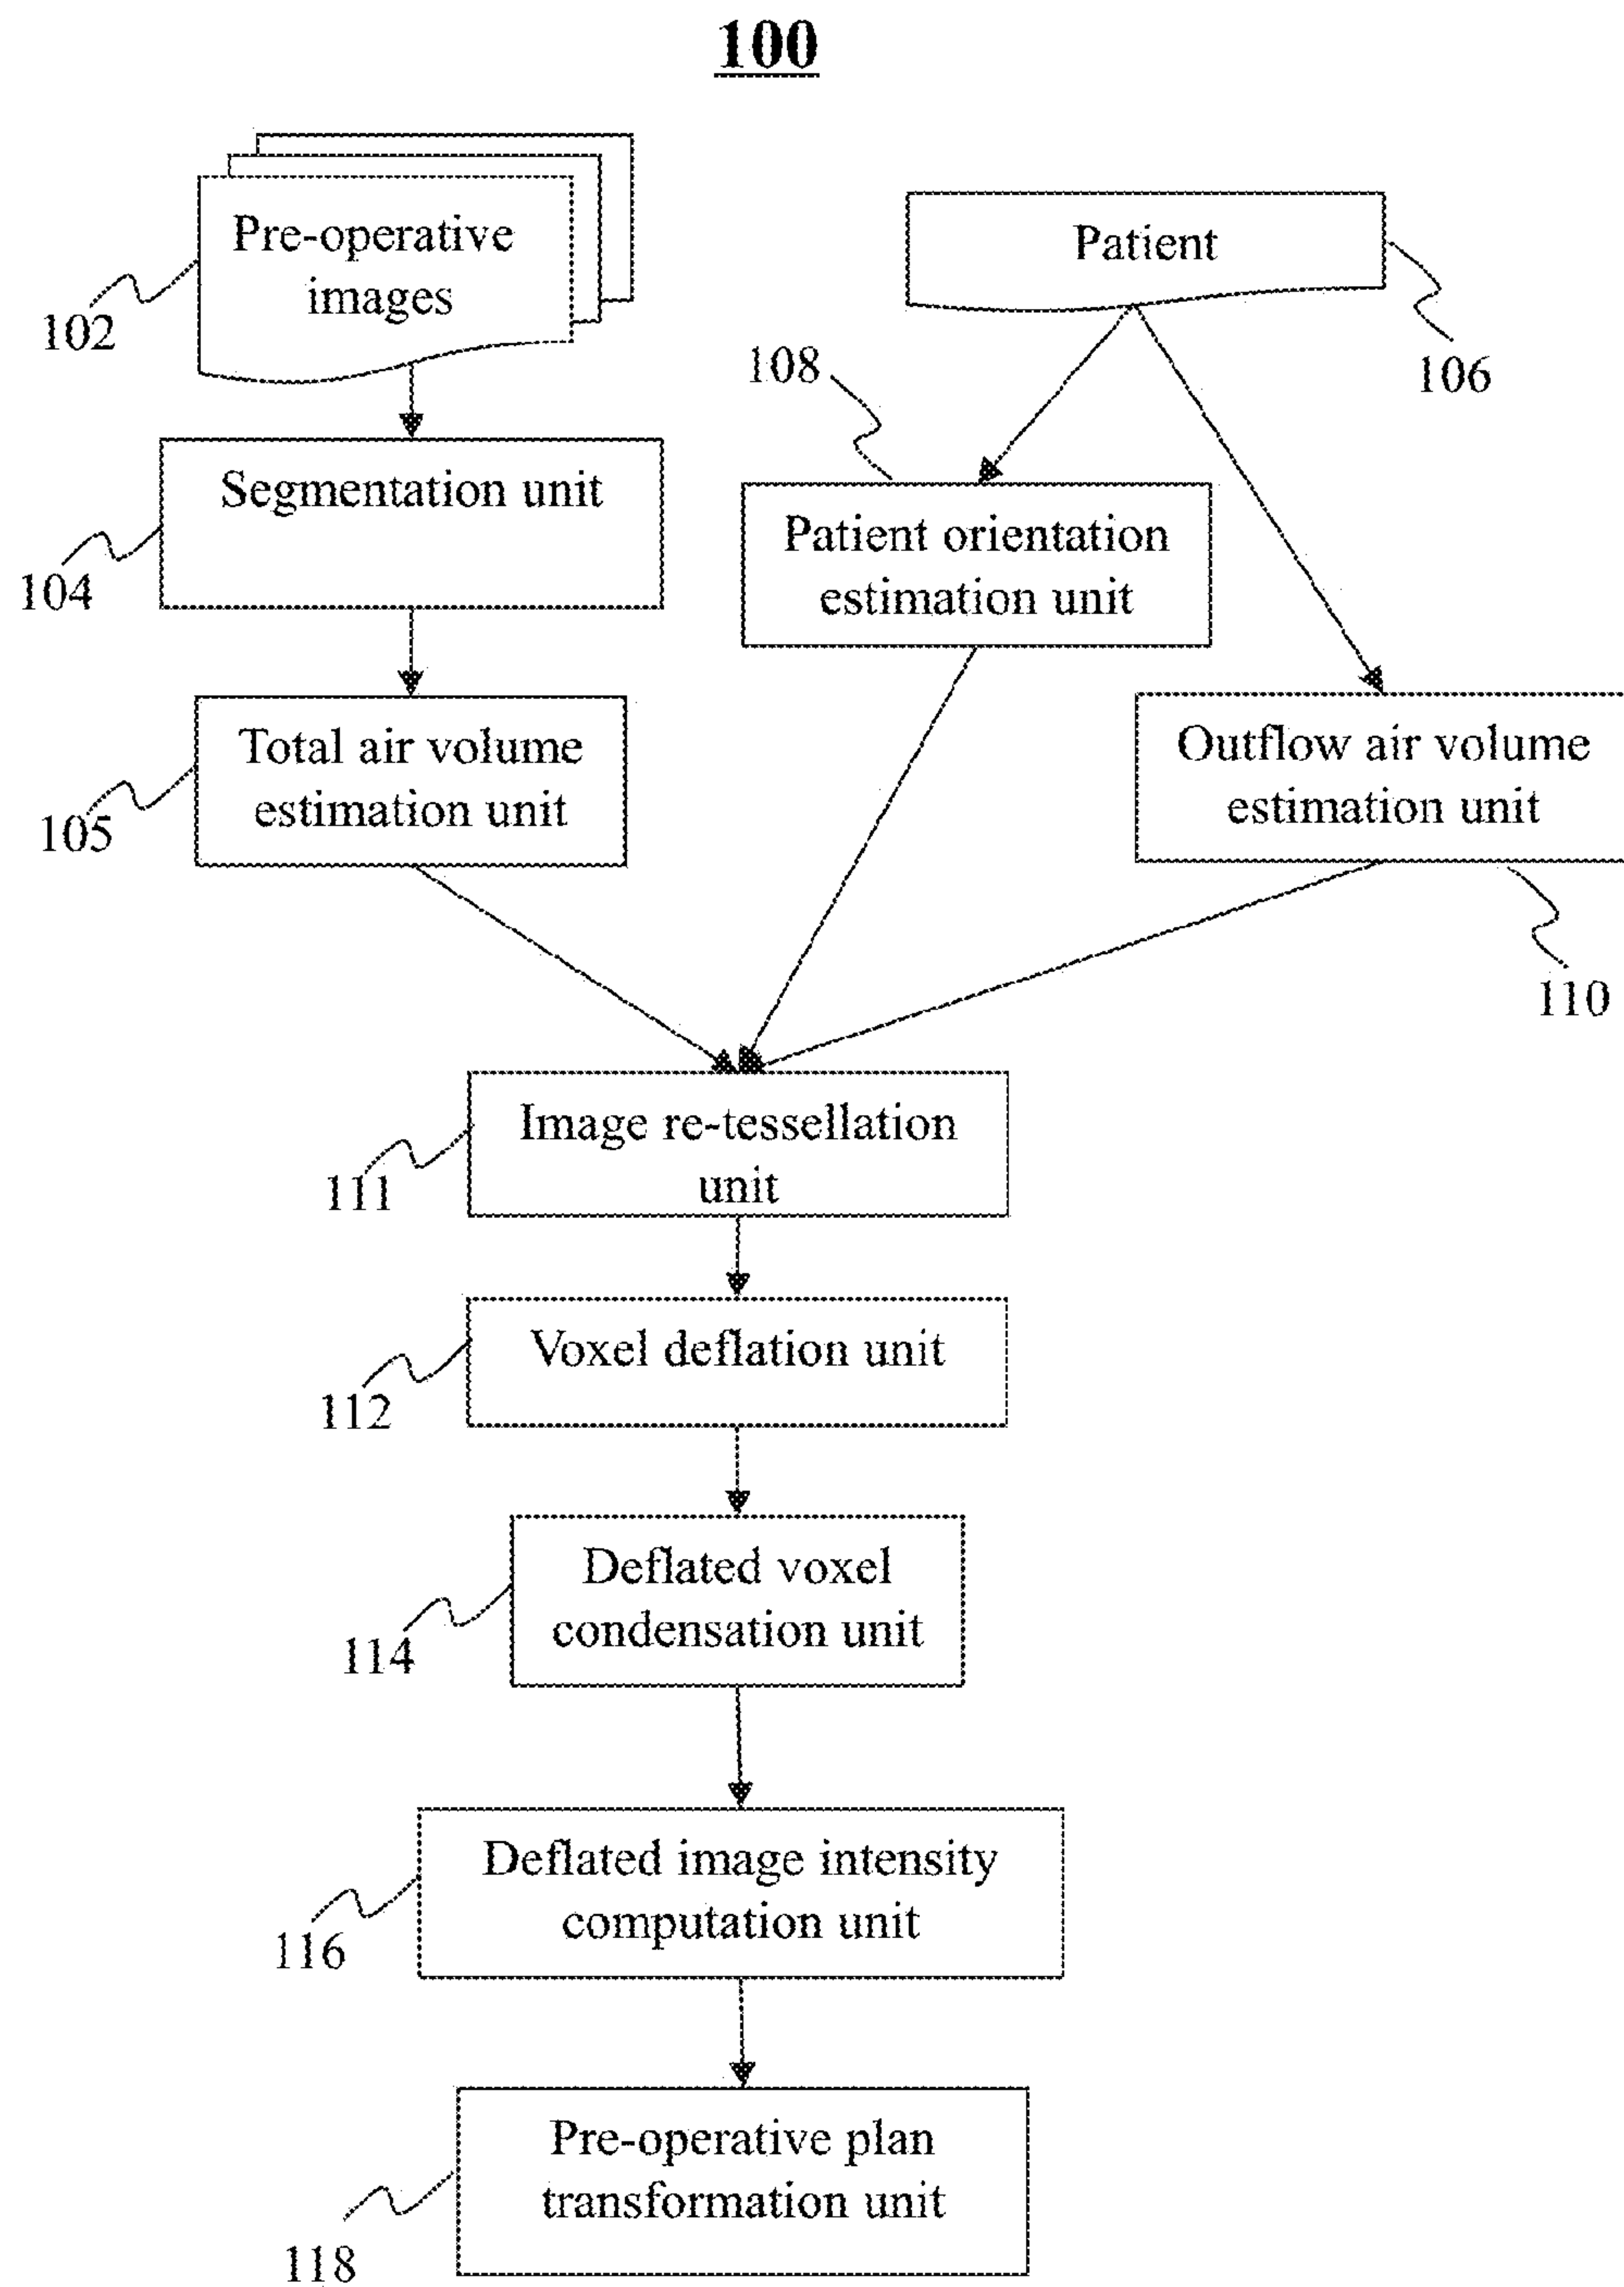 100
Pre-operative
images
102
Patient
106
108
Segmentation unit
104
Patient orientation
estimation unit
Total air volume
estimation unit
105
Outflow air volume
estimation unit
110
Image re-tessellation
unit
111
Voxel deflation unit
112
Deflated voxel
condensation unit
114
Deflated image intensity
computation unit
116
Pre-operative plan
transformation unit
118